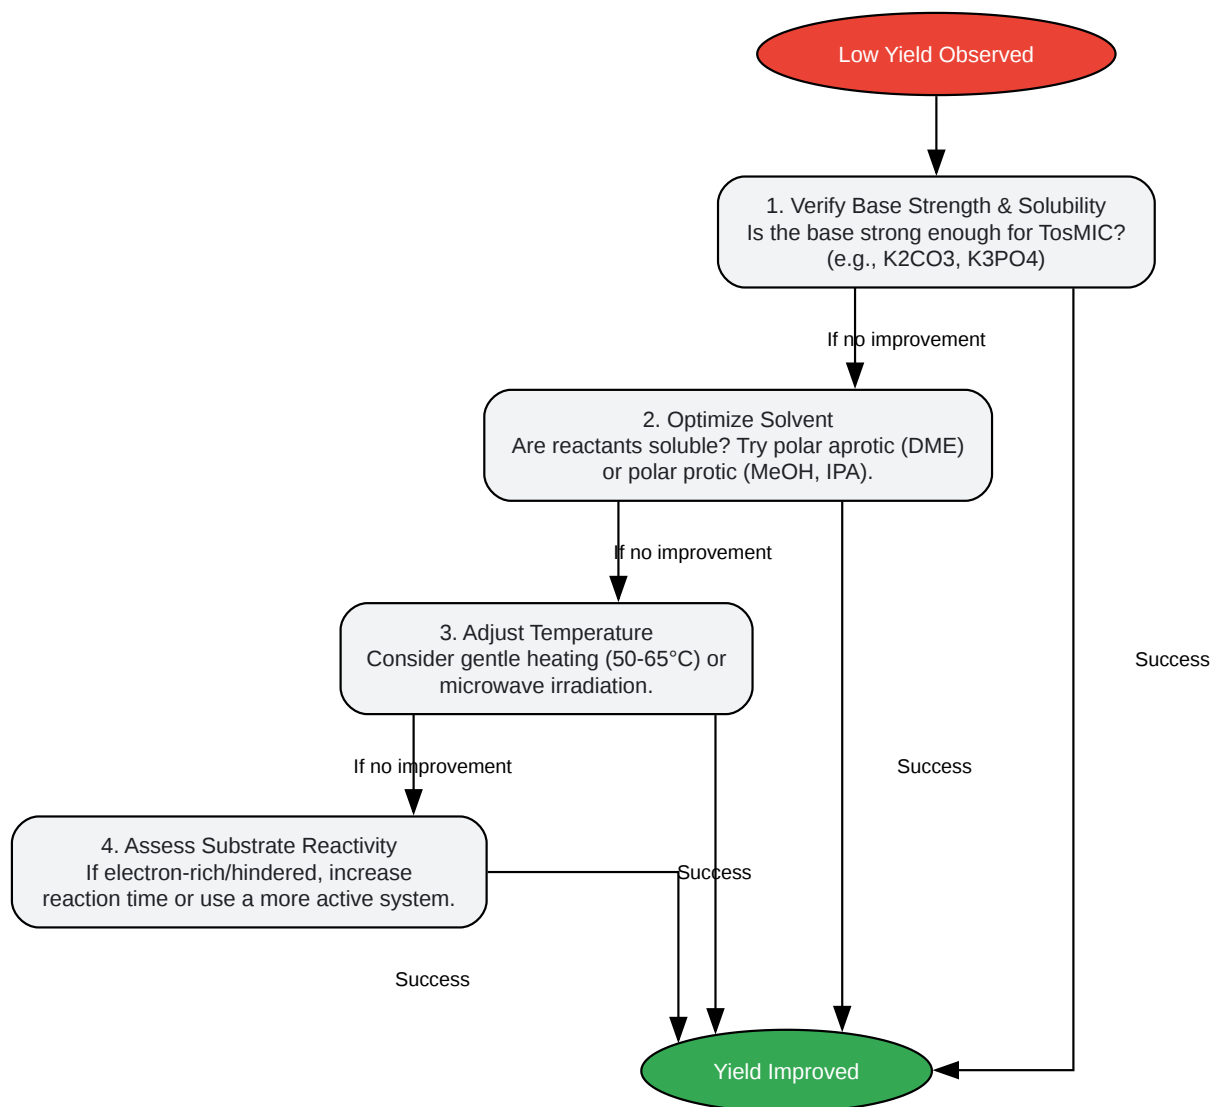 Low Yield Observed
1. Verify Base Strength & Solubility
Is the base strong enough for TosMIC?
(e.g., K2CO3, K3PO4)
If no improvement
2. Optimize Solvent
Are reactants soluble? Try polar aprotic (DME)
or polar protic (MeOH, IPA).
If no improvement
3. Adjust Temperature
Consider gentle heating (50-65°C) or
microwave irradiation.
Success
If no improvement
Success
4. Assess Substrate Reactivity
If electron-rich/hindered, increase
reaction time or use a more active system.
Success
Success
Yield Improved